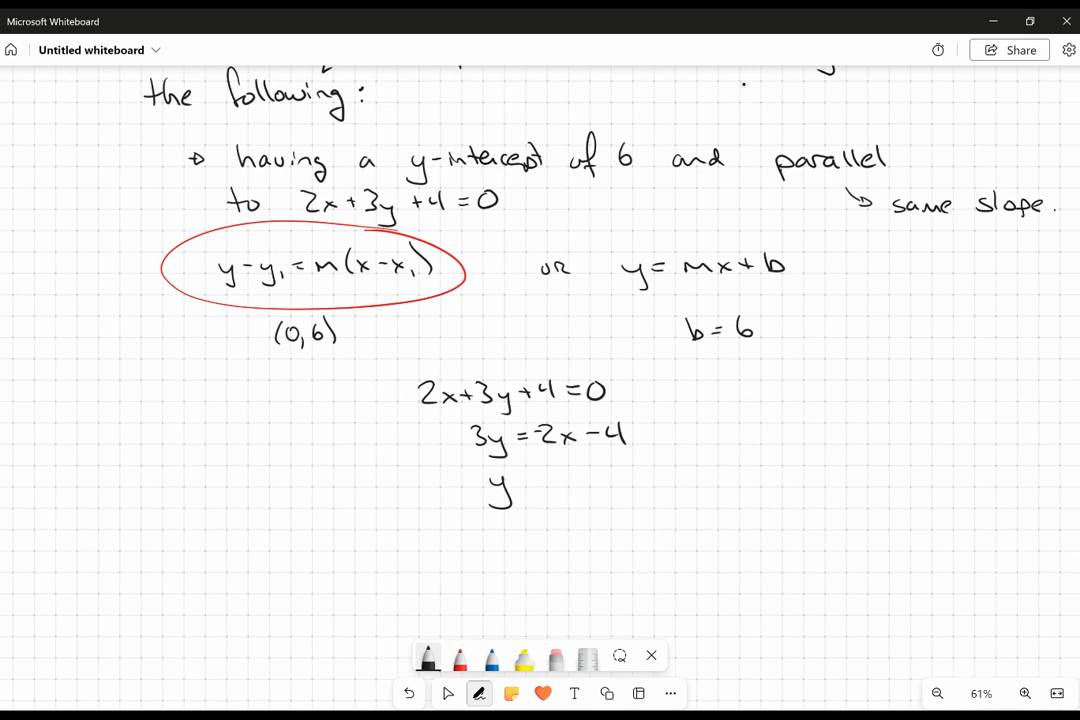 Microsoft Whiteboard
Untitled whiteboard
Share
the following:
having a y-intercept of 6 and parallel
to 2x+3y+4=0
↳ same slope.
y-y₁=m(x-x₁) or y=mx+b
(0,6) b=6
2x+3y+4=0
3y=-2x-4
y
T
61%